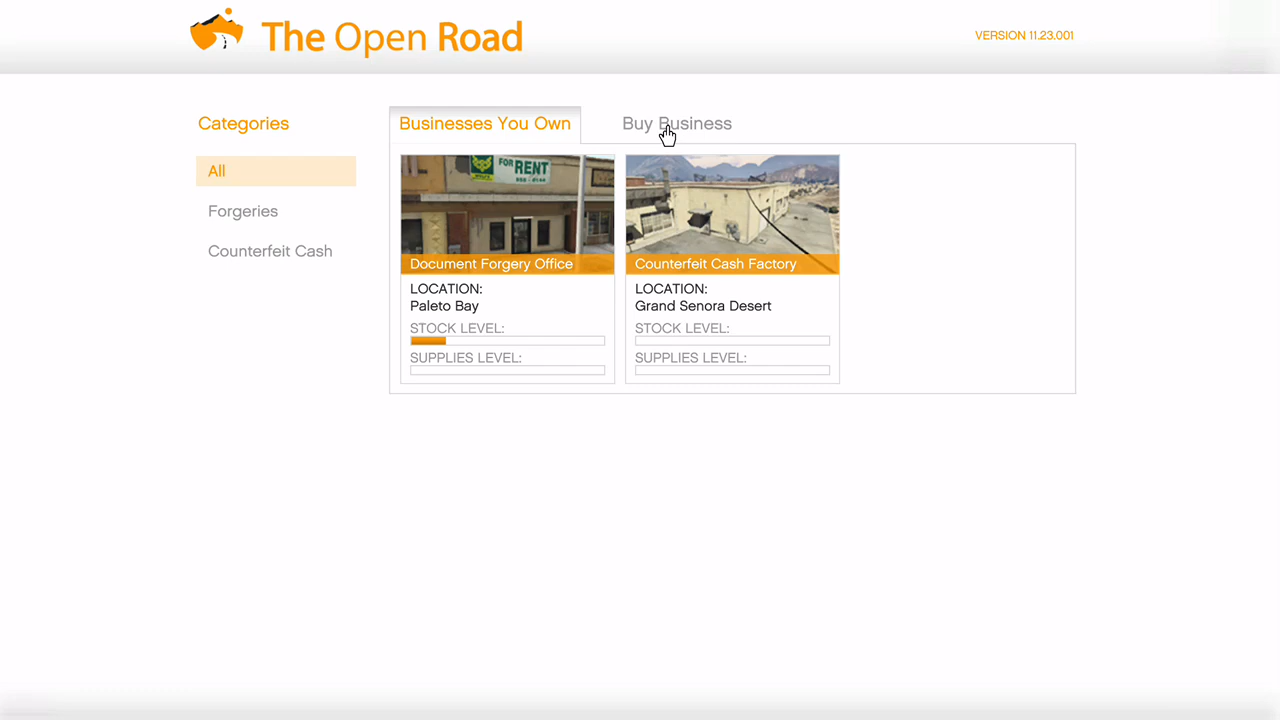 The Open Road
VERSION 11.23.001
Categories
Businesses You Own
Buy Business
All
Forgeries
Counterfeit Cash
FOR
RENT
Document Forgery Office
LOCATION:
Paleto Bay
STOCK LEVEL:
SUPPLIES LEVEL:
Counterfeit Cash Factory
LOCATION:
Grand Senora Desert
STOCK LEVEL:
SUPPLIES LEVEL: